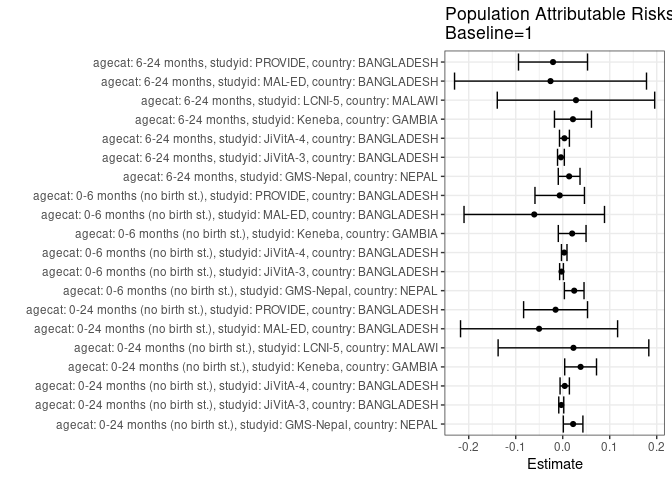 Population Attributable Risks
Baseline=1
agecat: 6-24 months, studyid: PROVIDE, country: BANGLADESH
agecat: 6-24 months, studyid: MAL-ED, country: BANGLADESH
agecat: 6-24 months, studyid: LCNI-5, country: MALAWI
agecat: 6-24 months, studyid: Keneba, country: GAMBIA
agecat: 6-24 months, studyid: JiVitA-4, country: BANGLADESH
agecat: 6-24 months, studyid: JiVitA-3, country: BANGLADESH
agecat: 6-24 months, studyid: GMS-Nepal, country: NEPAL
agecat: 0-6 months (no birth st.), studyid: PROVIDE, country: BANGLADESH
agecat: 0-6 months (no birth st.), studyid: MAL-ED, country: BANGLADESH
agecat: 0-6 months (no birth st.), studyid: Keneba, country: GAMBIA
agecat: 0-6 months (no birth st.), studyid: JiVitA-4, country: BANGLADESH
agecat: 0-6 months (no birth st.), studyid: JiVitA-3, country: BANGLADESH
agecat: 0-6 months (no birth st.), studyid: GMS-Nepal, country: NEPAL
agecat: 0-24 months (no birth st.), studyid: PROVIDE, country: BANGLADESH
agecat: 0-24 months (no birth st.), studyid: MAL-ED, country: BANGLADESH
agecat: 0-24 months (no birth st.), studyid: LCNI-5, country: MALAWI
agecat: 0-24 months (no birth st.), studyid: Keneba, country: GAMBIA
agecat: 0-24 months (no birth st.), studyid: JiVitA-4, country: BANGLADESH
agecat: 0-24 months (no birth st.), studyid: JiVitA-3, country: BANGLADESH
agecat: 0-24 months (no birth st.), studyid: GMS-Nepal, country: NEPAL
-0.2 -0.1 0.0 0.1 0.2
Estimate